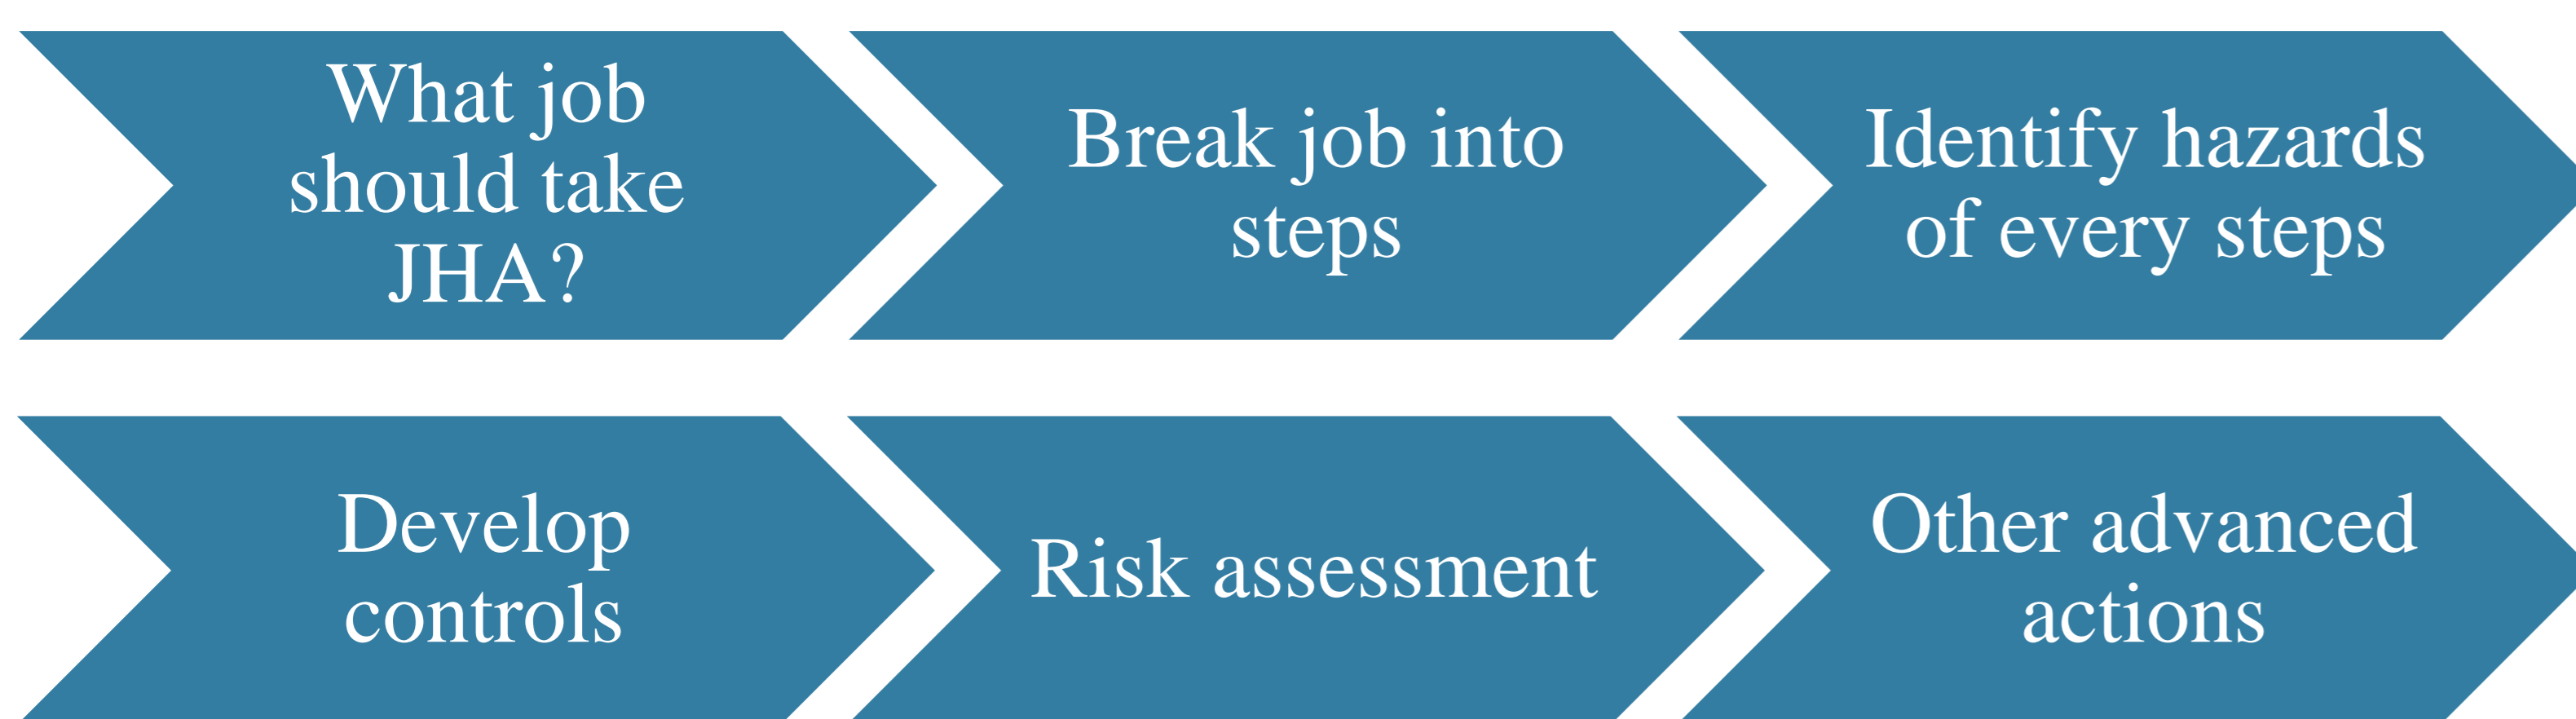 What job
should take
JHA?
Break job into
steps
Identify hazards
of every steps
Develop
controls
Risk assessment
Other advanced
actions